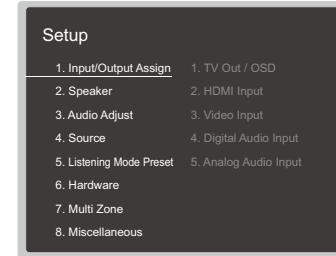 Setup
1. Input/Output Assign
2. Speaker
3. Audio Adjust
4. Source
5. Listening Mode Preset
6. Hardware
7. Multi Zone
8. Miscellaneous
1. TV Out / OSD
2. HDMI Input
3. Video Input
4. Digital Audio Input
5. Analog Audio Input